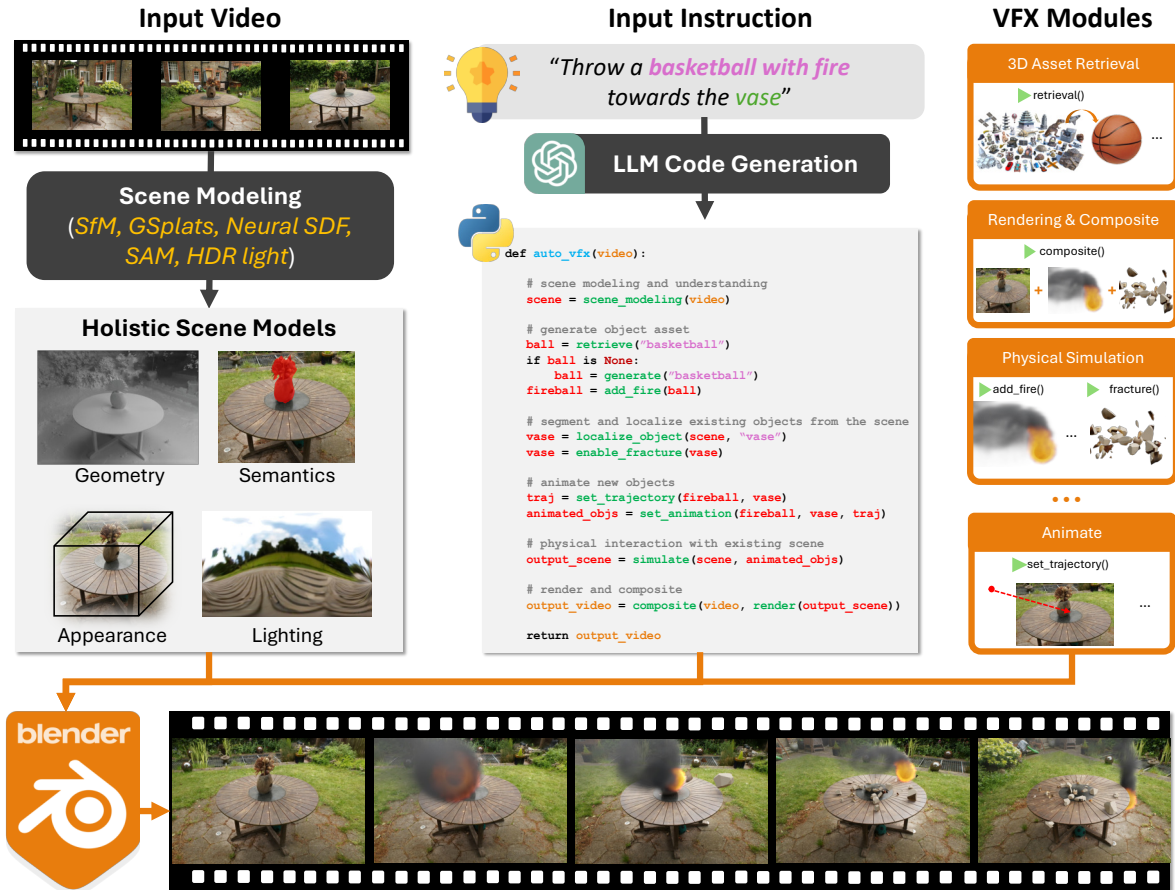 Input Video
Scene Modeling
(SfM, GSplats, Neural SDF,
SAM, HDR light)
Holistic Scene Models
Geometry
Semantics
Appearance
Lighting
Input Instruction
“Throw a basketball with fire
towards the vase”
LLM Code Generation
def auto_vfx(video):
# scene modeling and understanding
scene = scene_modeling(video)
# generate object asset
ball = retrieve(“basketball”)
if ball is None:
ball = generate(“basketball”)
fireball = add_fire(ball)
# segment and localize existing objects from the scene
vase = localize_object(scene, “vase”)
vase = enable_fracture(vase)
# animate new objects
traj = set_trajectory(fireball, vase)
animated_objs = set_animation(fireball, vase, traj)
# physical interaction with existing scene
output_scene = simulate(scene, animated_objs)
# render and composite
output_video = composite(video, render(output_scene))
return output_video
VFX Modules
3D Asset Retrieval
retrieval()
...
Rendering & Composite
composite()
+ +
Physical Simulation
add_fire() fracture()
...
...
Animate
set_trajectory()
...
blender